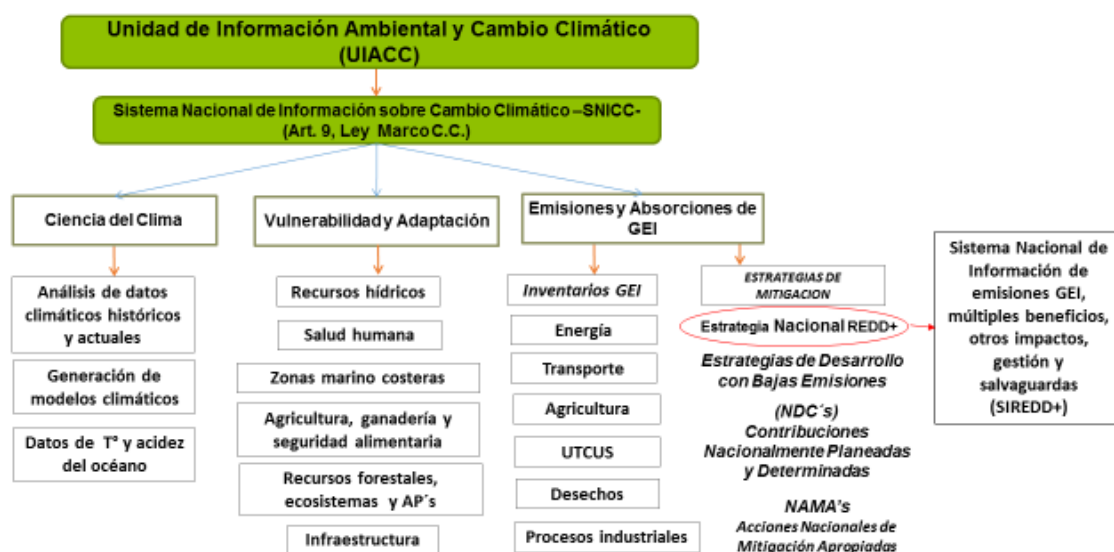 Unidad de Información Ambiental y Cambio Climático
(UIACC)
Sistema Nacional de Información sobre Cambio Climático –SNICC-
(Art. 9, Ley Marco C.C.)
Ciencia del Clima
Análisis de datos
climáticos históricos
y actuales
Generación de
modelos climáticos
Datos de T° y acidez
del océano
Vulnerabilidad y Adaptación
Recursos hídricos
Salud humana
Zonas marino costeras
Agricultura, ganadería y
seguridad alimentaria
Recursos forestales,
ecosistemas y AP´s
Infraestructura
Emisiones y Absorciones de
GEI
Inventarios GEI
Energía
Transporte
Agricultura
UTCUS
Desechos
Procesos industriales
ESTRATEGIAS DE
MITIGACION
Estrategia Nacional REDD+
Estrategias de Desarrollo
con Bajas Emisiones
(NDC´s)
Contribuciones
Nacionalmente Planeadas
y Determinadas
NAMA's
Acciones Nacionales de
Mitigación Apropiadas
Sistema Nacional de
Información de
emisiones GEI,
múltiples beneficios,
otros impactos,
gestión y
salvaguardas
(SIREDD+)